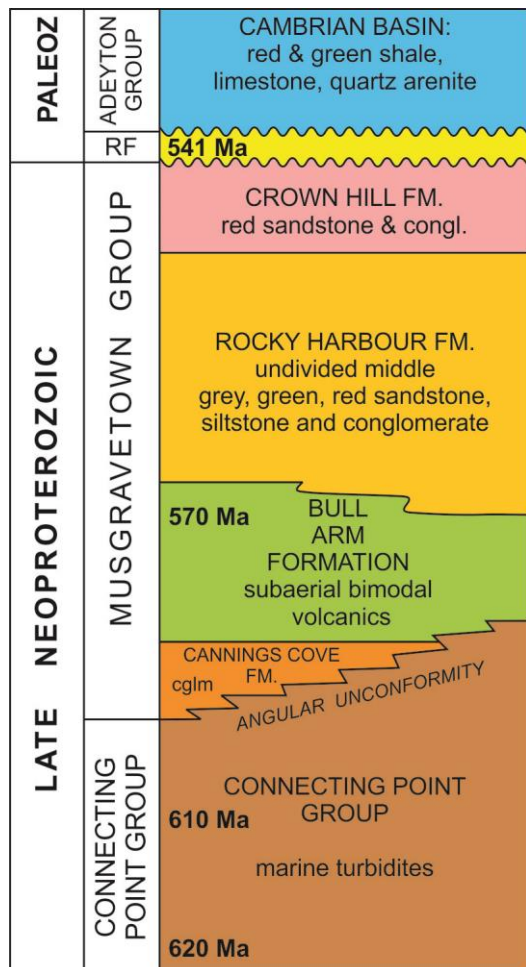 PALEOZ
LATE NEOPROTEROZOIC
ADEYTON
GROUP
RF
MUSGRAVETOWN GROUP
CONNECTING
POINT GROUP
CAMBRIAN BASIN:
red & green shale,
limestone, quartz arenite
541 Ma
CROWN HILL FM.
red sandstone & congl.
ROCKY HARBOUR FM.
undivided middle
grey, green, red sandstone,
siltstone and conglomerate
570 Ma
BULL
ARM
FORMATION
subaerial bimodal
volcanics
CANNINGS COVE
FM.
cglm
ANGULAR UNCONFORMITY
CONNECTING POINT
GROUP
610 Ma
marine turbidites
620 Ma